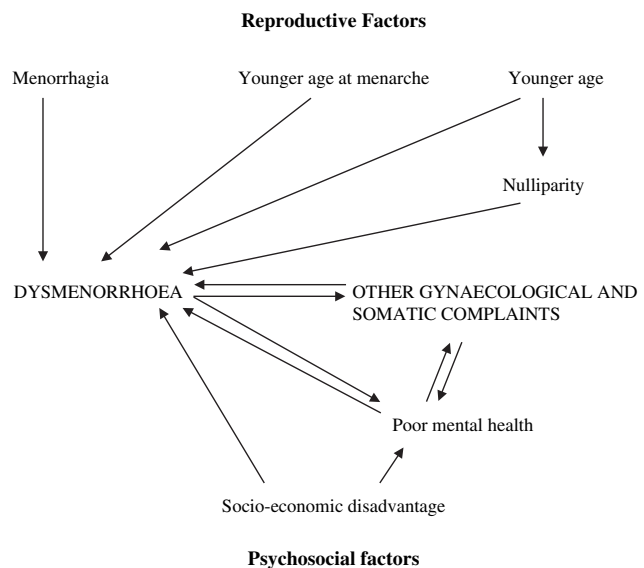 Reproductive Factors
Menorrhagia
Younger age at menarche
Younger age
Nulliparity
DYSMENORRHOEA
OTHER GYNAECOLOGICAL AND
SOMATIC COMPLAINTS
Poor mental health
Socio-economic disadvantage
Psychosocial factors